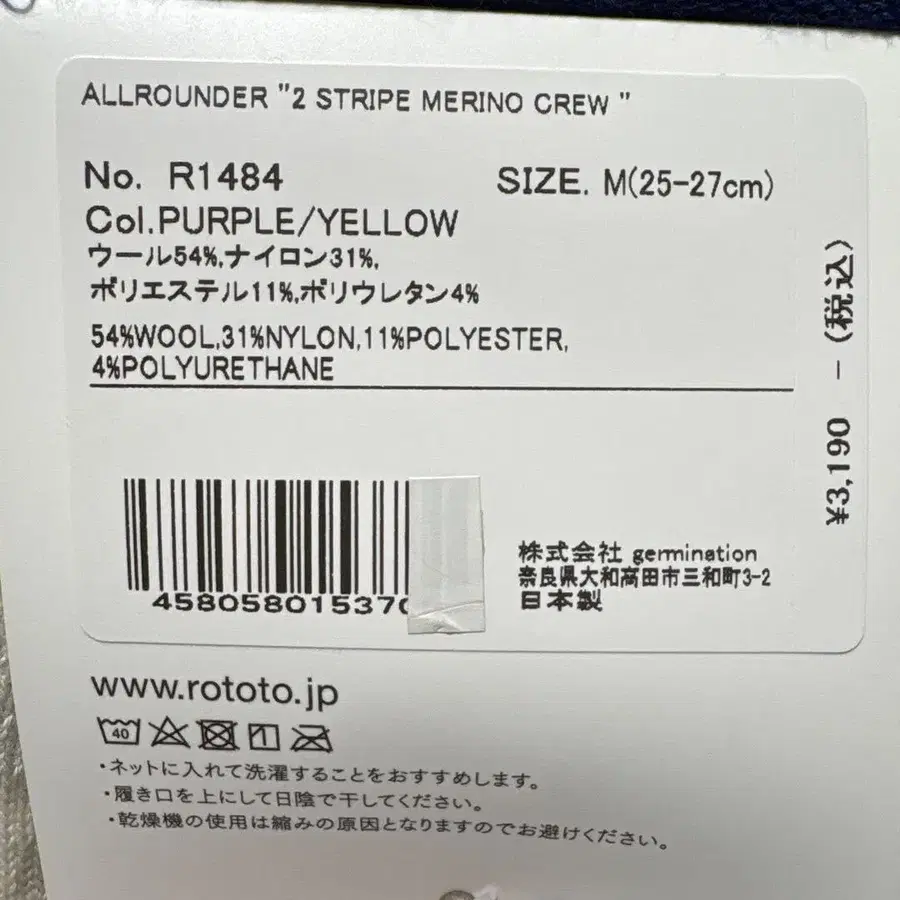 ALLROUNDER "2 STRIPE MERINO CREW "
No. R1484
SIZE. M(25-27cm)
Col.PURPLE/YELLOW
ウール54%,ナイロン31%,
ポリエステル11%,ポリウレタン4%
54%WOOL,31%NYLON,11%POLYESTER,
4%POLYURETHANE
¥3,190 - (税込)
458058015370
株式会社 germination
奈良県大和高田市三和町3-2
日本製
www.rototo.jp
40
・ネットに入れて洗濯することをおすすめします。
・履き口を上にして日陰で干してください。
・乾燥機の使用は縮みの原因となりますのでお避けください。